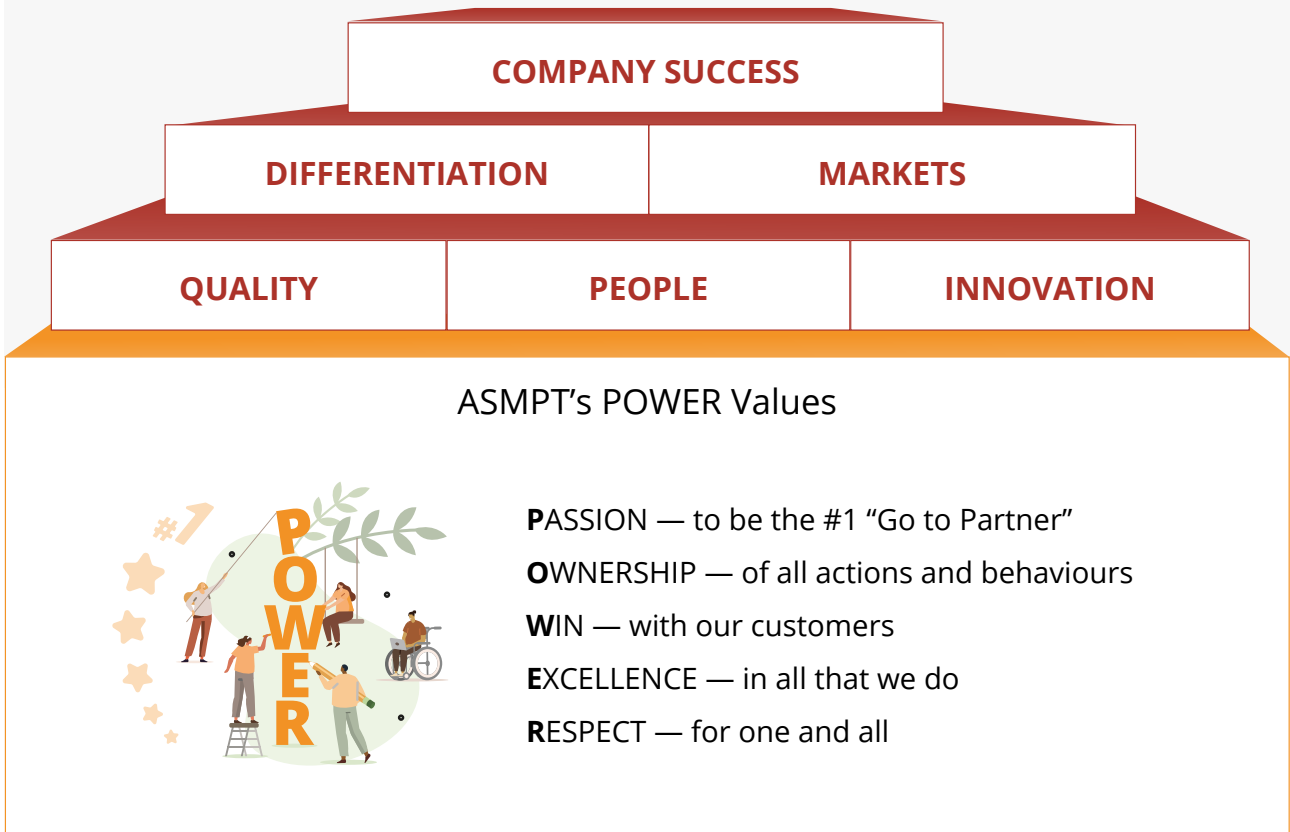 COMPANY SUCCESS
DIFFERENTIATION
MARKETS
QUALITY
PEOPLE
INNOVATION
ASMPT’s POWER Values
#1
POWER
PASSION — to be the #1 “Go to Partner”
OWNERSHIP — of all actions and behaviours
WIN — with our customers
EXCELLENCE — in all that we do
RESPECT — for one and all